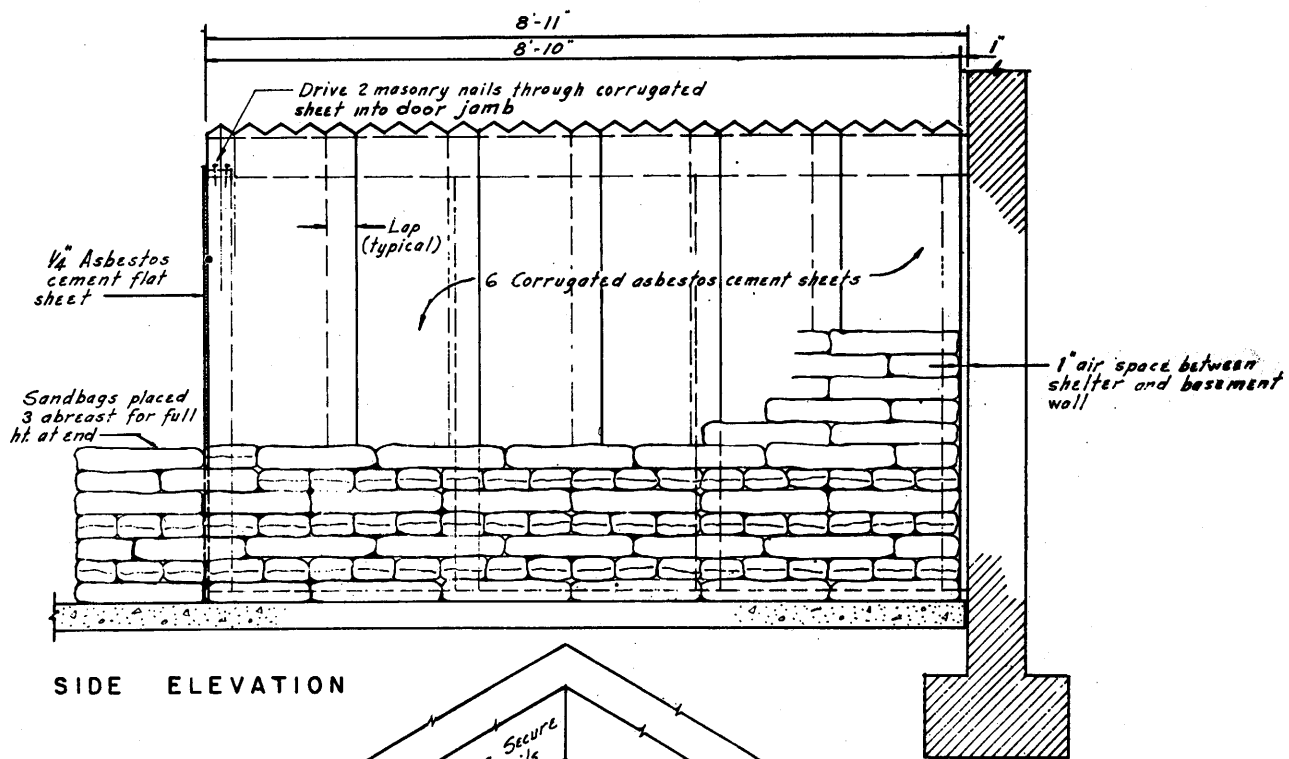 8'-11"
8'-10"
1"
Drive 2 masonry nails through corrugated
sheet into door jamb
Lap
(typical)
1/4" Asbestos
cement flat
sheet
6 Corrugated asbestos cement sheets
1" air space between
shelter and basement
wall
Sandbags placed
3 abreast for full
ht. at end
SIDE ELEVATION
Secure